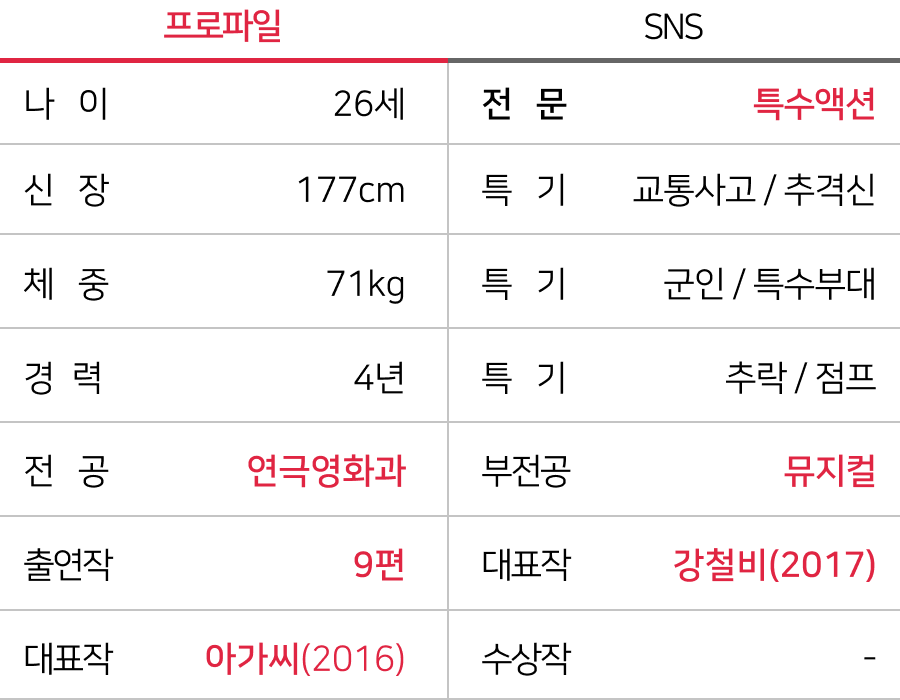 프로파일 SNS
나 이 26세 전 문 특수액션
신 장 177cm 특 기 교통사고 / 추격신
체 중 71kg 특 기 군인 / 특수부대
경 력 4년 특 기 추락 / 점프
전 공 연극영화과 부전공 뮤지컬
출연작 9편 대표작 강철비(2017)
대표작 아가씨(2016) 수상작 -